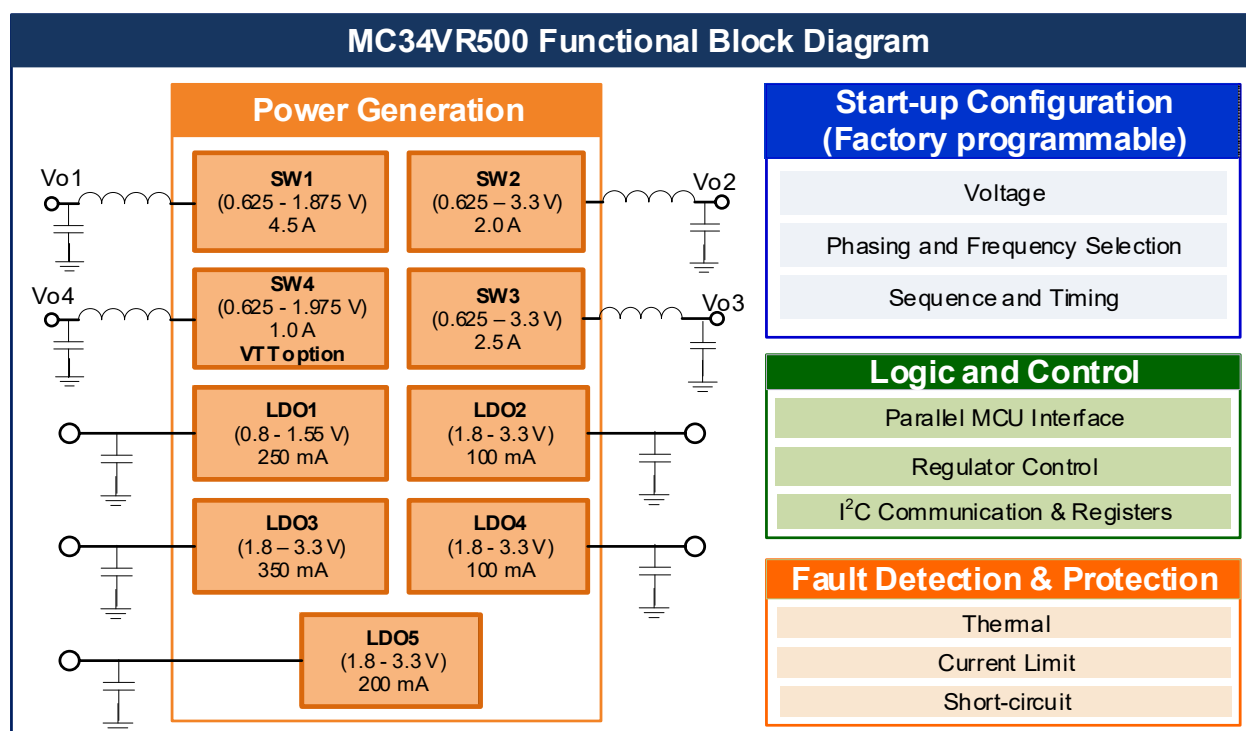 MC34VR500 Functional Block Diagram
Power Generation
Vo1
SW1
(0.625 - 1.875 V)
4.5 A
SW2
(0.625 – 3.3 V)
2.0 A
Vo2
Vo4
SW4
(0.625 - 1.975 V)
1.0 A
VTT option
SW3
(0.625 – 3.3 V)
2.5 A
Vo3
LDO1
(0.8 - 1.55 V)
250 mA
LDO2
(1.8 - 3.3 V)
100 mA
LDO3
(1.8 – 3.3 V)
350 mA
LDO4
(1.8 - 3.3 V)
100 mA
LDO5
(1.8 - 3.3 V)
200 mA
Start-up Configuration
(Factory programmable)
Voltage
Phasing and Frequency Selection
Sequence and Timing
Logic and Control
Parallel MCU Interface
Regulator Control
I²C Communication & Registers
Fault Detection & Protection
Thermal
Current Limit
Short-circuit